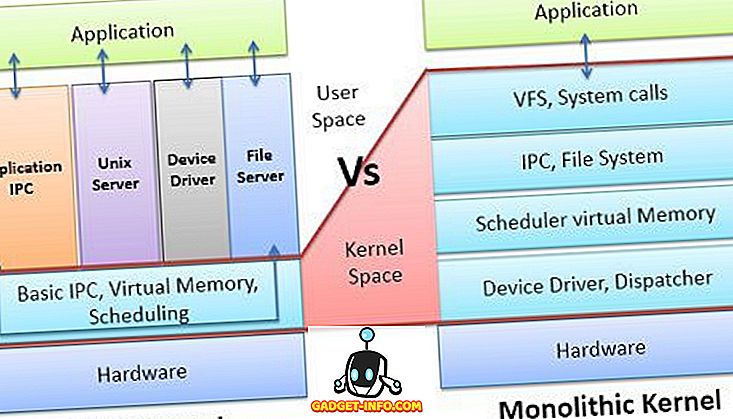 Application
plication
IPC
Unix
Server
Device
Driver
File
Server
Basic IPC, Virtual Memory,
Scheduling
Hardware
User
Space
Vs
Kernel
Space
Application
VFS, System calls
IPC, File System
Scheduler virtual Memory
Device Driver, Dispatcher
Hardware
Monolithic Kernel
GADGET-INFO.COM